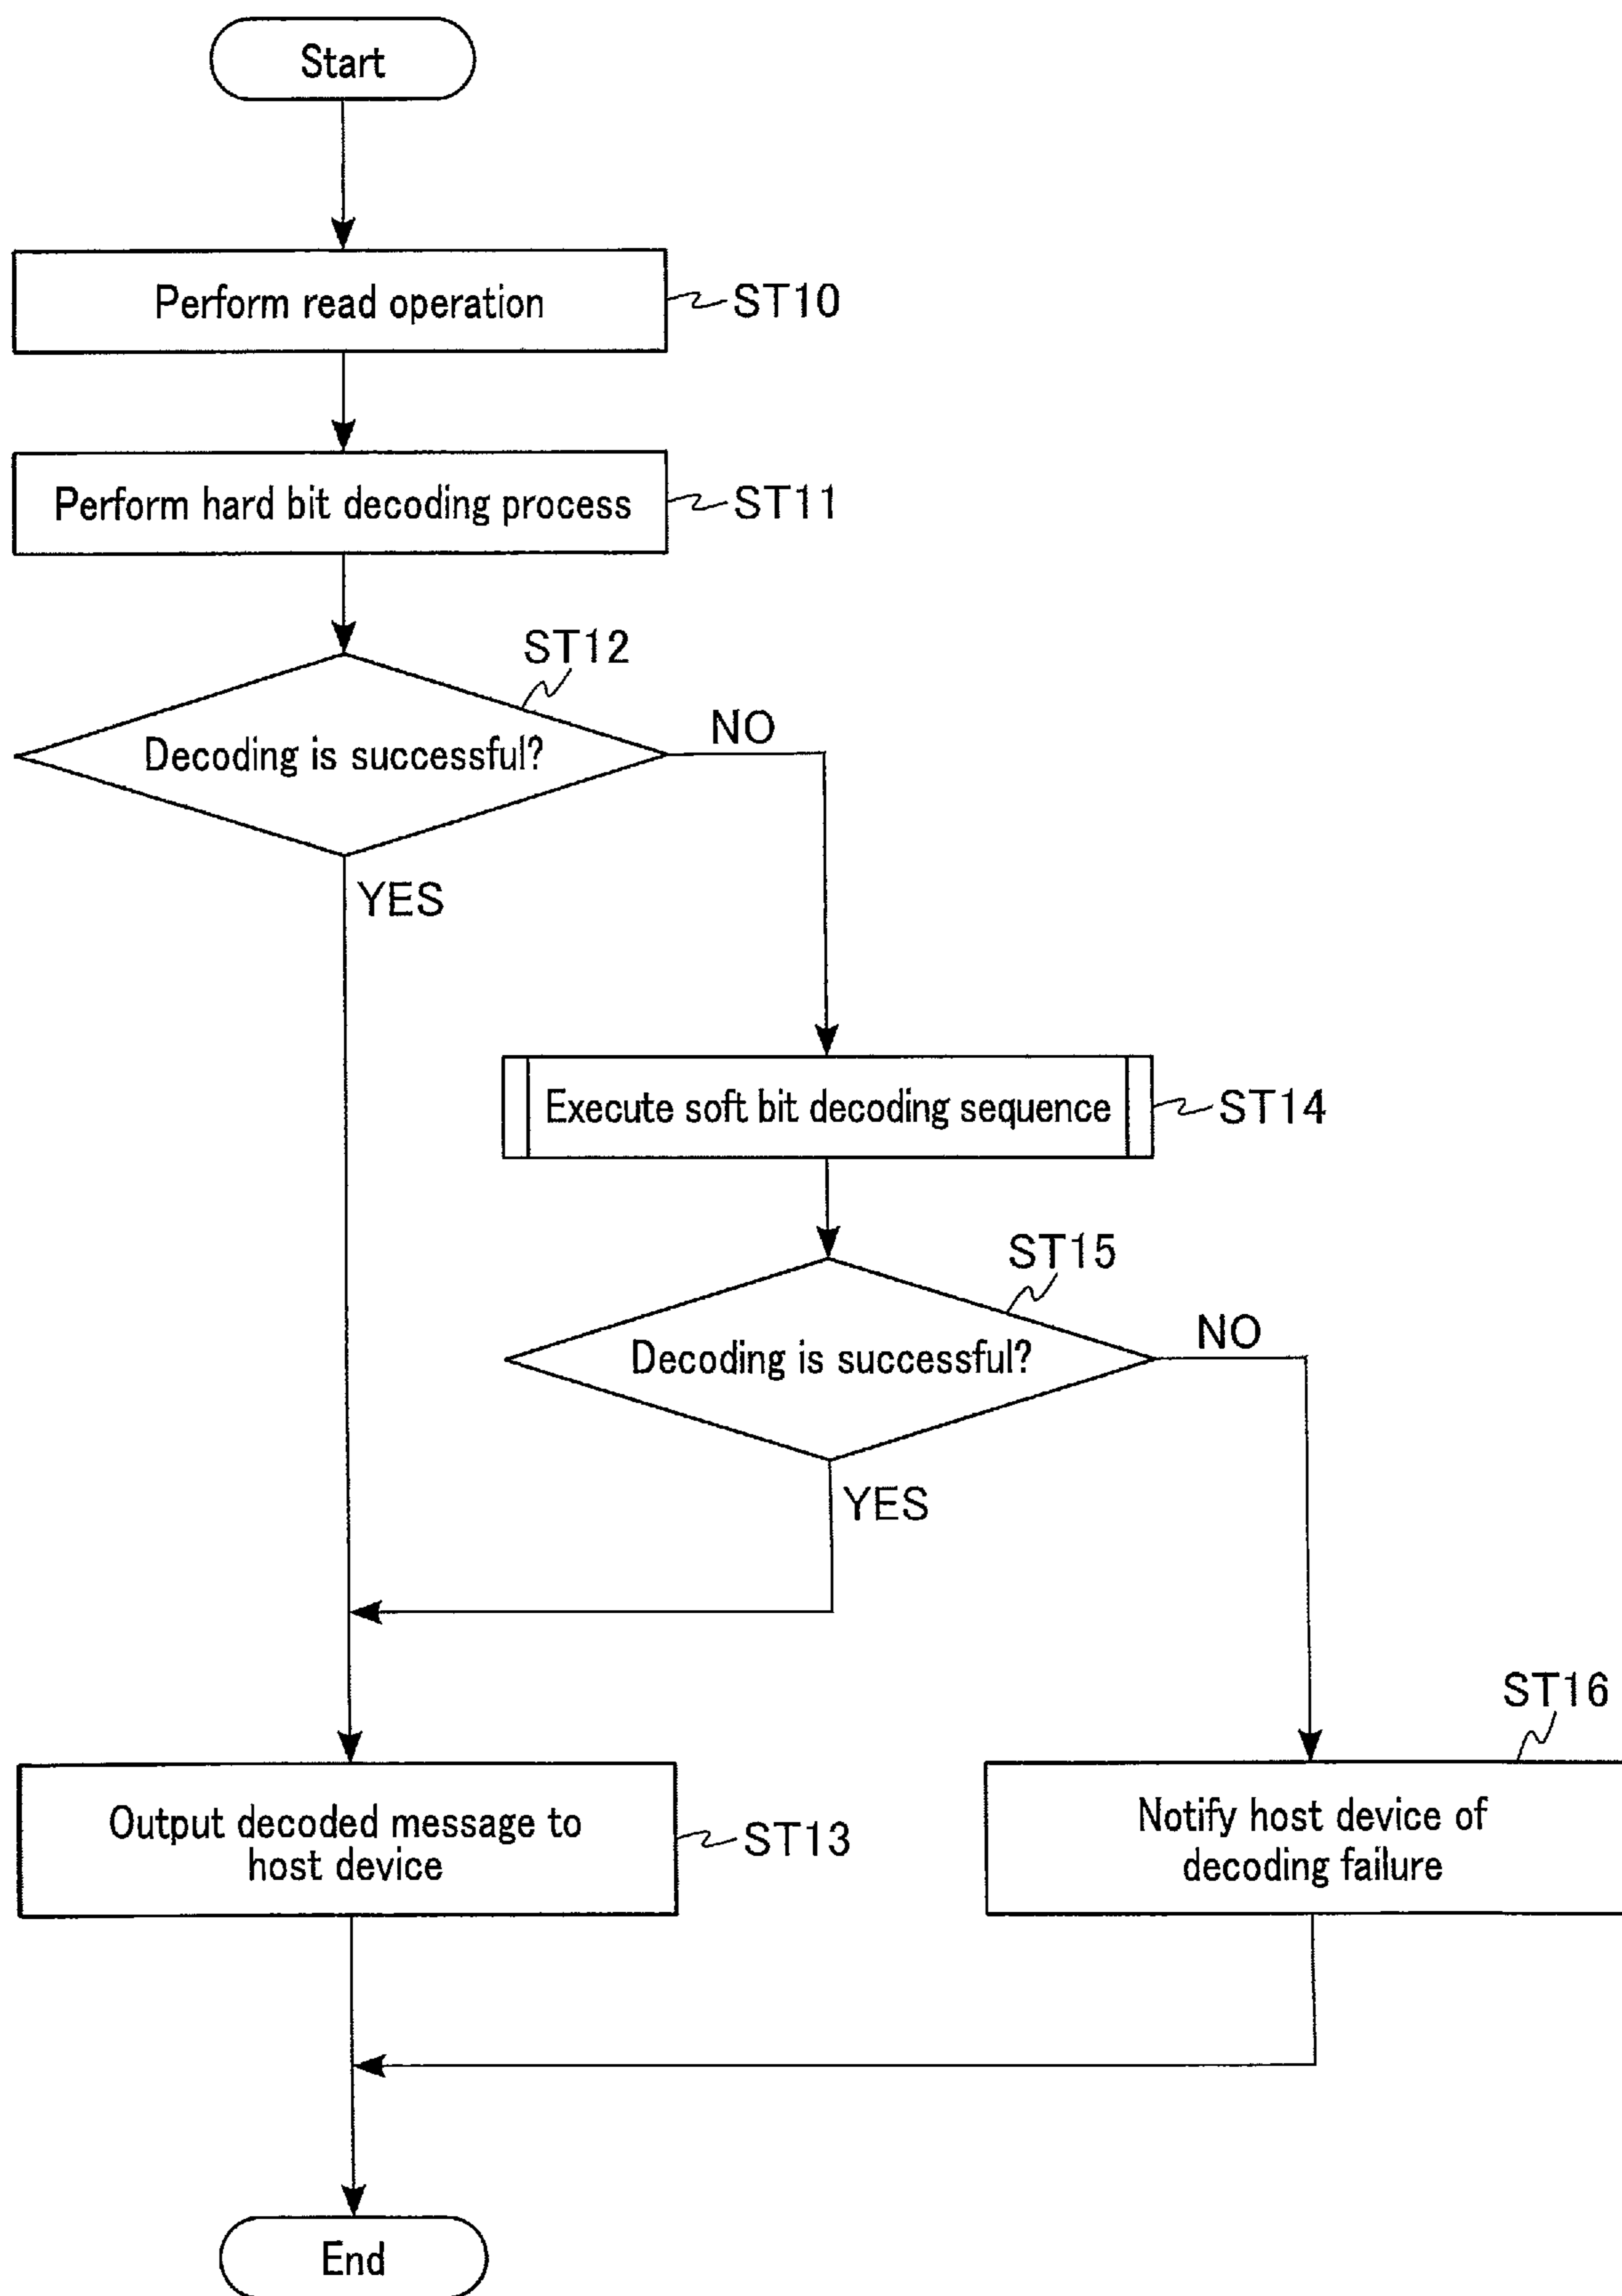 Start
Perform read operation
ST10
Perform hard bit decoding process
ST11
ST12
Decoding is successful?
NO
YES
Execute soft bit decoding sequence
ST14
ST15
Decoding is successful?
NO
YES
ST16
Output decoded message to
host device
ST13
Notify host device of
decoding failure
End